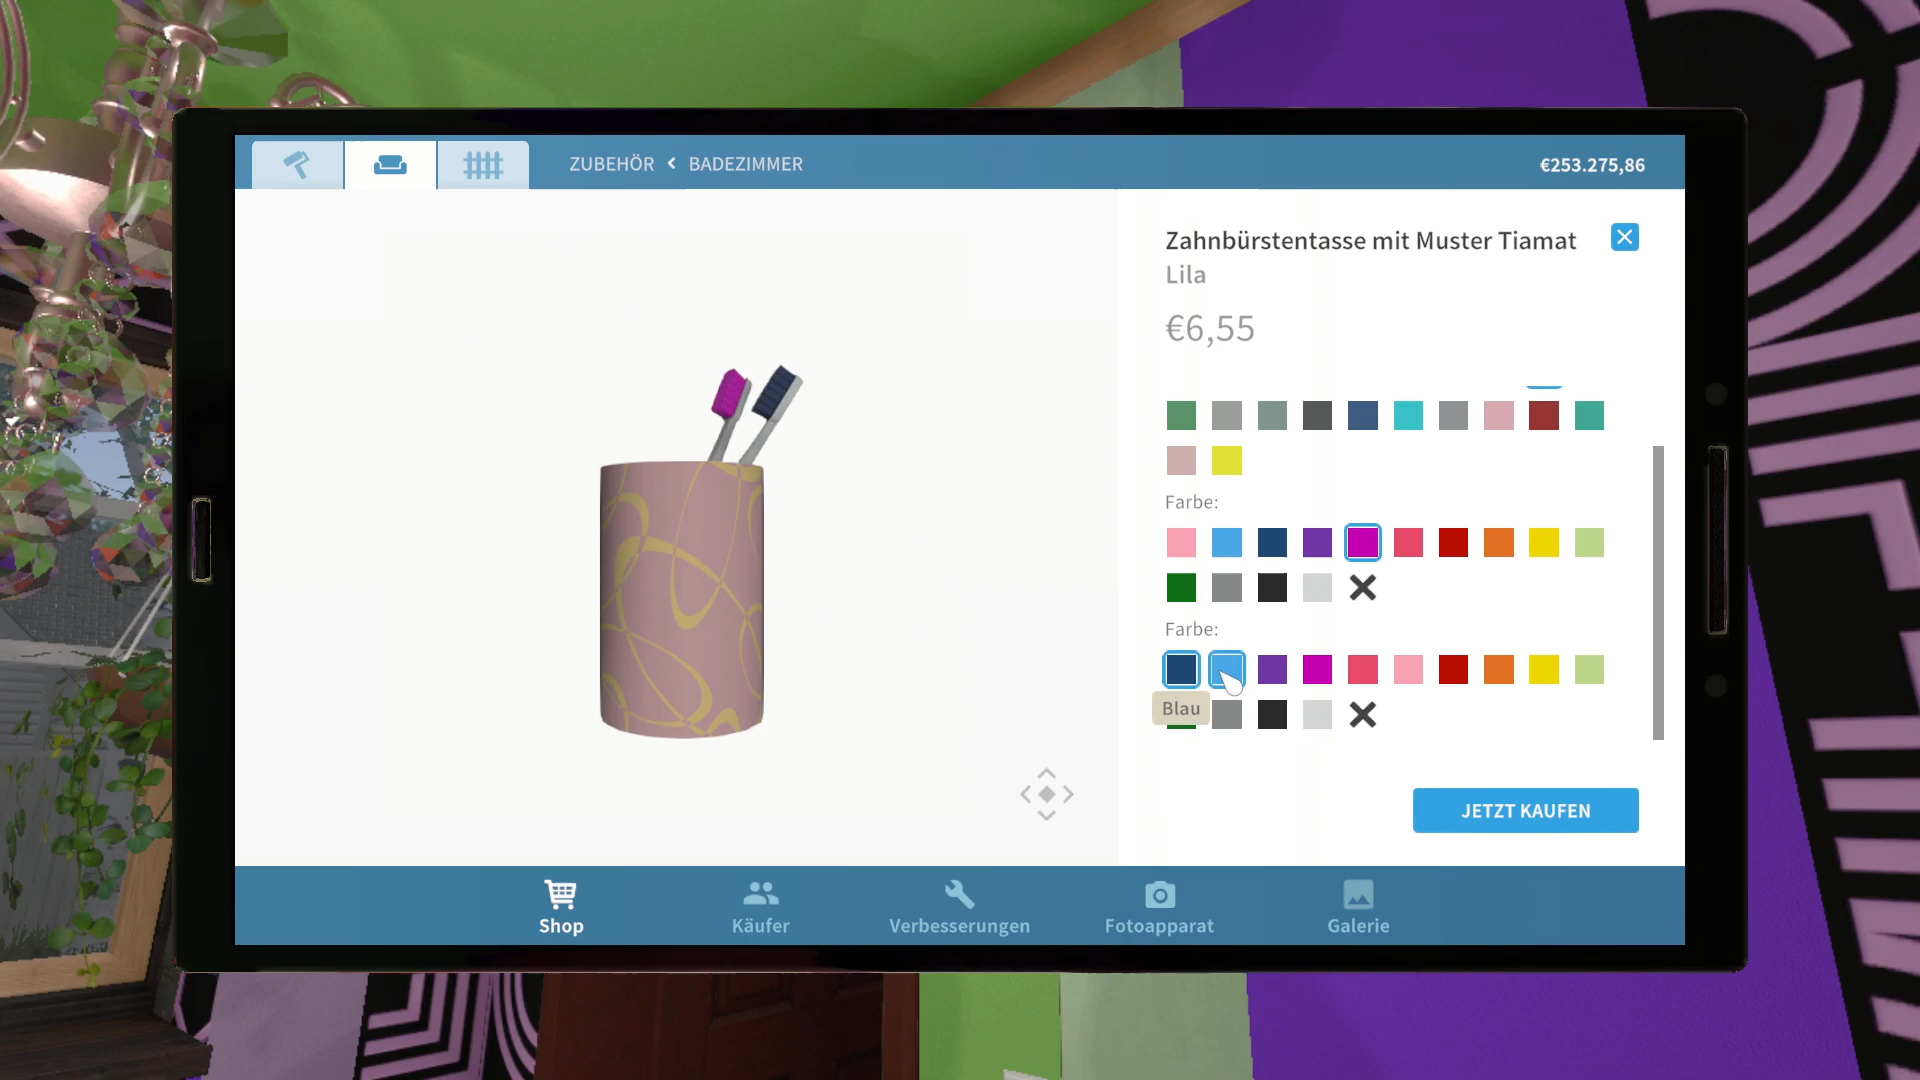 ZUBEHÖR < BADEZIMMER
€253.275,86
Zahnbürstentasse mit Muster Tiamat
Lila
€6,55
Farbe:
Farbe:
Blau
JETZT KAUFEN
Shop
Käufer
Verbesserungen
Fotoapparat
Galerie